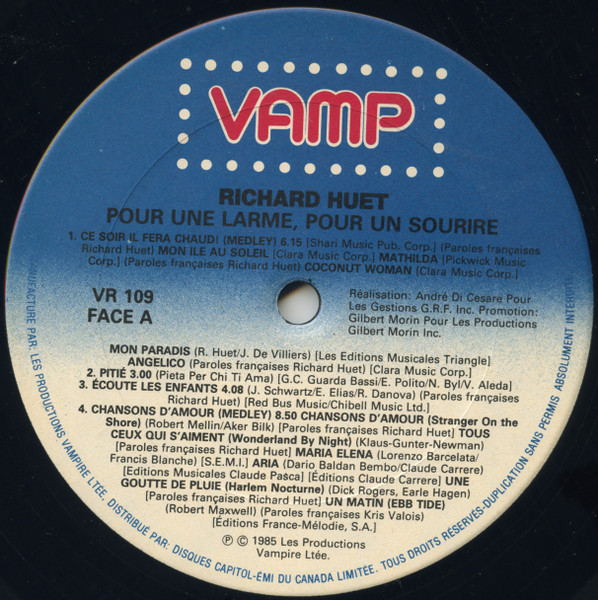 VAMP
RICHARD HUET
POUR UNE LARME, POUR UN SOURIRE
1. CE SOIR IL FERA CHAUD! (MEDLEY) 6.15 [Shari Music Pub. Corp.] (Paroles françaises
Richard Huet) MON ILE AU SOLEIL [Clara Music Corp.] MATHILDA [Pickwick Music
Corp.] (Paroles françaises Richard Huet) COCONUT WOMAN (Clara Music Corp.]
VR 109
FACE A
Réalisation: André Di Cesare Pour
Les Gestions G.R.F. Inc. Promotion:
Gilbert Morin Pour Les Productions
Gilbert Morin Inc.
MON PARADIS (R. Huet/J. De Villiers) [Les Editions Musicales Triangle]
ANGELICO (Paroles françaises Richard Huet) [Clara Music Corp.]
2. PITIÉ 3.00 (Pieta Per Chi Ti Ama) [G.C. Guarda Bassi/E. Polito/N. Byl/V. Aleda)
3. ÉCOUTE LES ENFANTS 4.08 (J. Schwartz/E. Elias/R. Danova) (Paroles françaises
Richard Huet) [Red Bus Music/Chibell Music Ltd.]
4. CHANSONS D'AMOUR (MEDLEY) 8.50 CHANSONS D'AMOUR (Stranger On the
Shore) (Robert Mellin/Aker Bilk) [Paroles françaises Richard Huet] TOUS
CEUX QUI S'AIMENT (Wonderland By Night) (Klaus-Gunter-Newman)
[Paroles françaises Richard Huet] MARIA ELENA (Lorenzo Barcelata/
Francis Blanche) [S.E.M.I.] ARIA (Dario Baldan Bembo/Claude Carrere)
[Editions Musicales Claude Pasca] [Éditions Claude Carrere] UNE
GOUTTE DE PLUIE (Harlem Nocturne) (Dick Rogers, Earle Hagen)
[Paroles françaises Richard Huet] UN MATIN (EBB TIDE)
(Robert Maxwell) (Paroles françaises Kris Valois)
[Éditions France-Mélodie, S.A.]
℗ © 1985 Les Productions
Vampire Ltée.
MANUFACTURÉ PAR: LES PRODUCTIONS VAMPIRE LTÉE. DISTRIBUÉ PAR: DISQUES CAPITOL-ÉMI DU CANADA LIMITÉE. TOUS DROITS RÉSERVÉS-DUPLICATION SANS PERMIS ABSOLUMENT INTERDITE